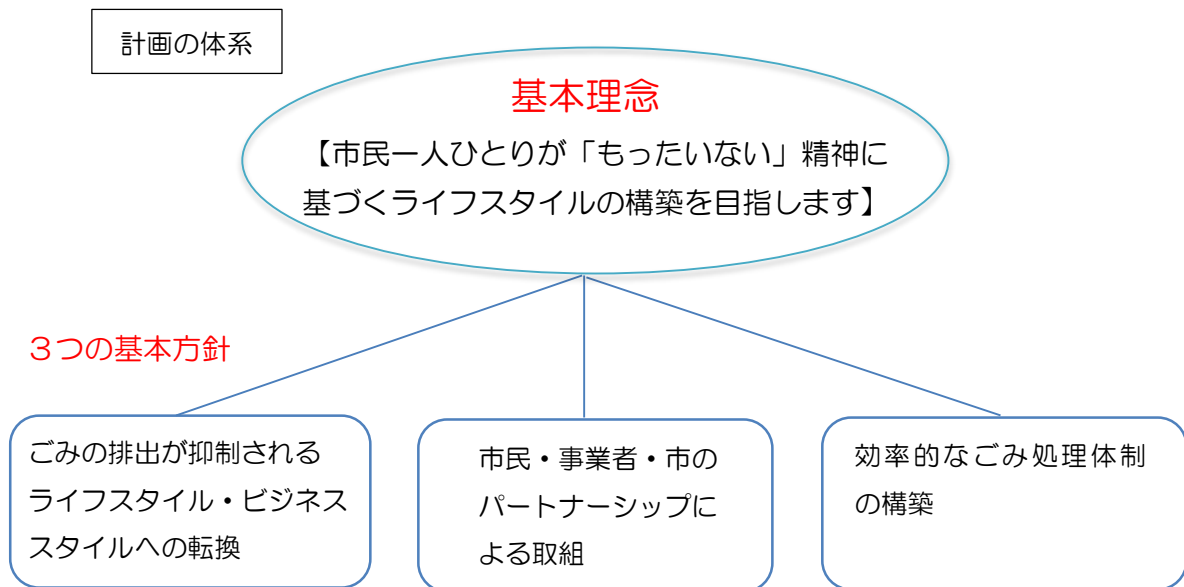 計画の体系
基本理念
【市民一人ひとりが「もったいない」精神に
基づくライフスタイルの構築を目指します】
３つの基本方針
ごみの排出が抑制される
ライフスタイル・ビジネス
スタイルへの転換
市民・事業者・市の
パートナーシップに
よる取組
効率的なごみ処理体制
の構築